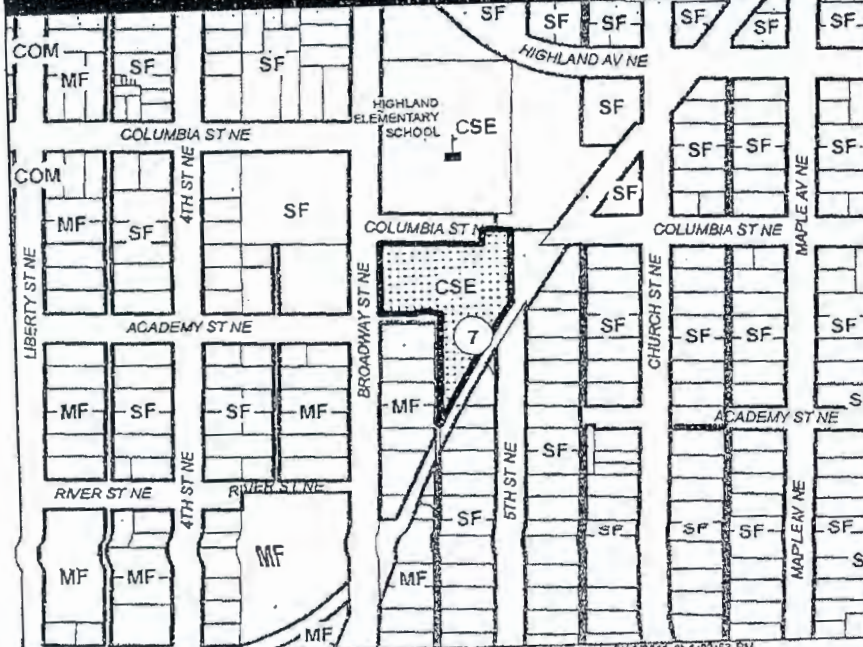 SF
SF
SF
SF
SF
SF
COM
MF
SF
SF
HIGHLAND AV NE
HIGHLAND
ELEMENTARY
SCHOOL
CSE
SF
COLUMBIA ST NE
4TH ST NE
SF
SF
SF
COM
MF
SF
SF
SF
MAPLE AV NE
COLUMBIA ST N
COLUMBIA ST NE
LIBERTY ST NE
BROADWAY ST NE
CSE
CHURCH ST NE
ACADEMY ST NE
7
SF
SF
SF
MF
SF
SF
MF
MF
ACADEMY ST NE
S
4TH ST NE
5TH ST NE
SF
RIVER ST NE
RIVER ST NE
SF
SF
SF
SF
SF
MAPLE AV NE
MF
MF
MF
MF
S
MF